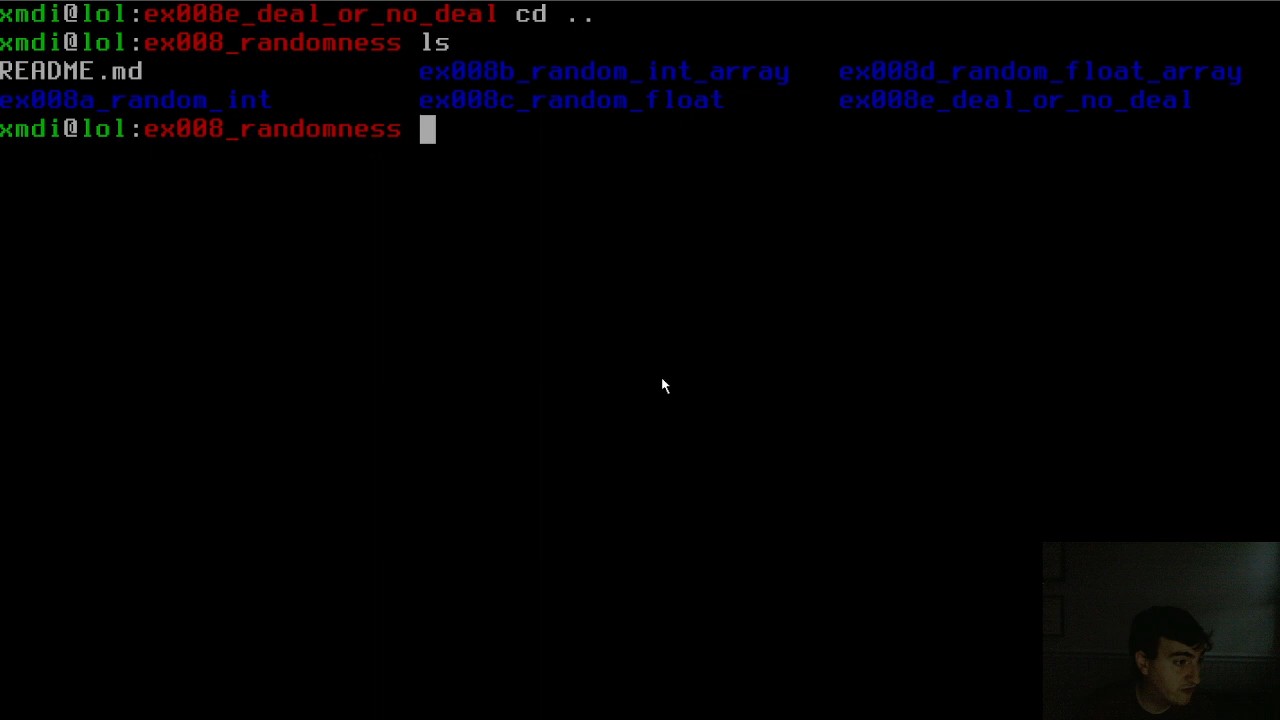 xmdi@lol:ex008e_deal_or_no_deal cd ..
xmdi@lol:ex008_randomness ls
README.md ex008b_random_int_array ex008d_random_float_array
ex008a_random_int ex008c_random_float ex008e_deal_or_no_deal
xmdi@lol:ex008_randomness